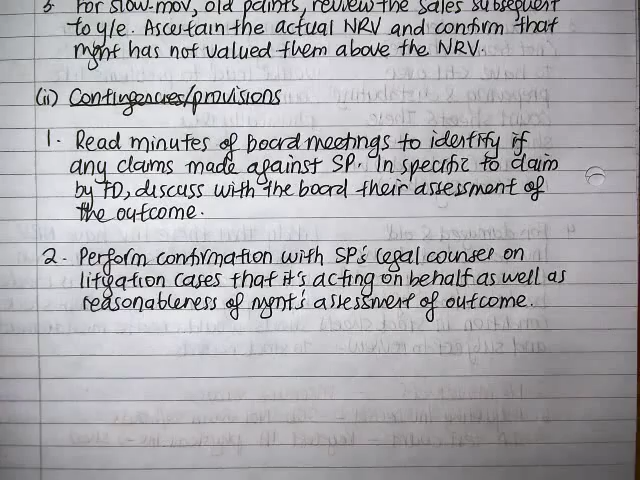 3. For slow-mov, old paints, review the sales subsequent
to y/e. Ascertain the actual NRV and confirm that
mgnt has not valued them above the NRV.
(ii) Contingencies/provisions
1. Read minutes of board meetings to identify if
any claims made against SP. In specific to claim
by TD, discuss with the board their assessment of
the outcome.
2. Perform confirmation with SP's legal counsel on
litigation cases that it's acting on behalf as well as
reasonableness of mgnt's assessment of outcome.